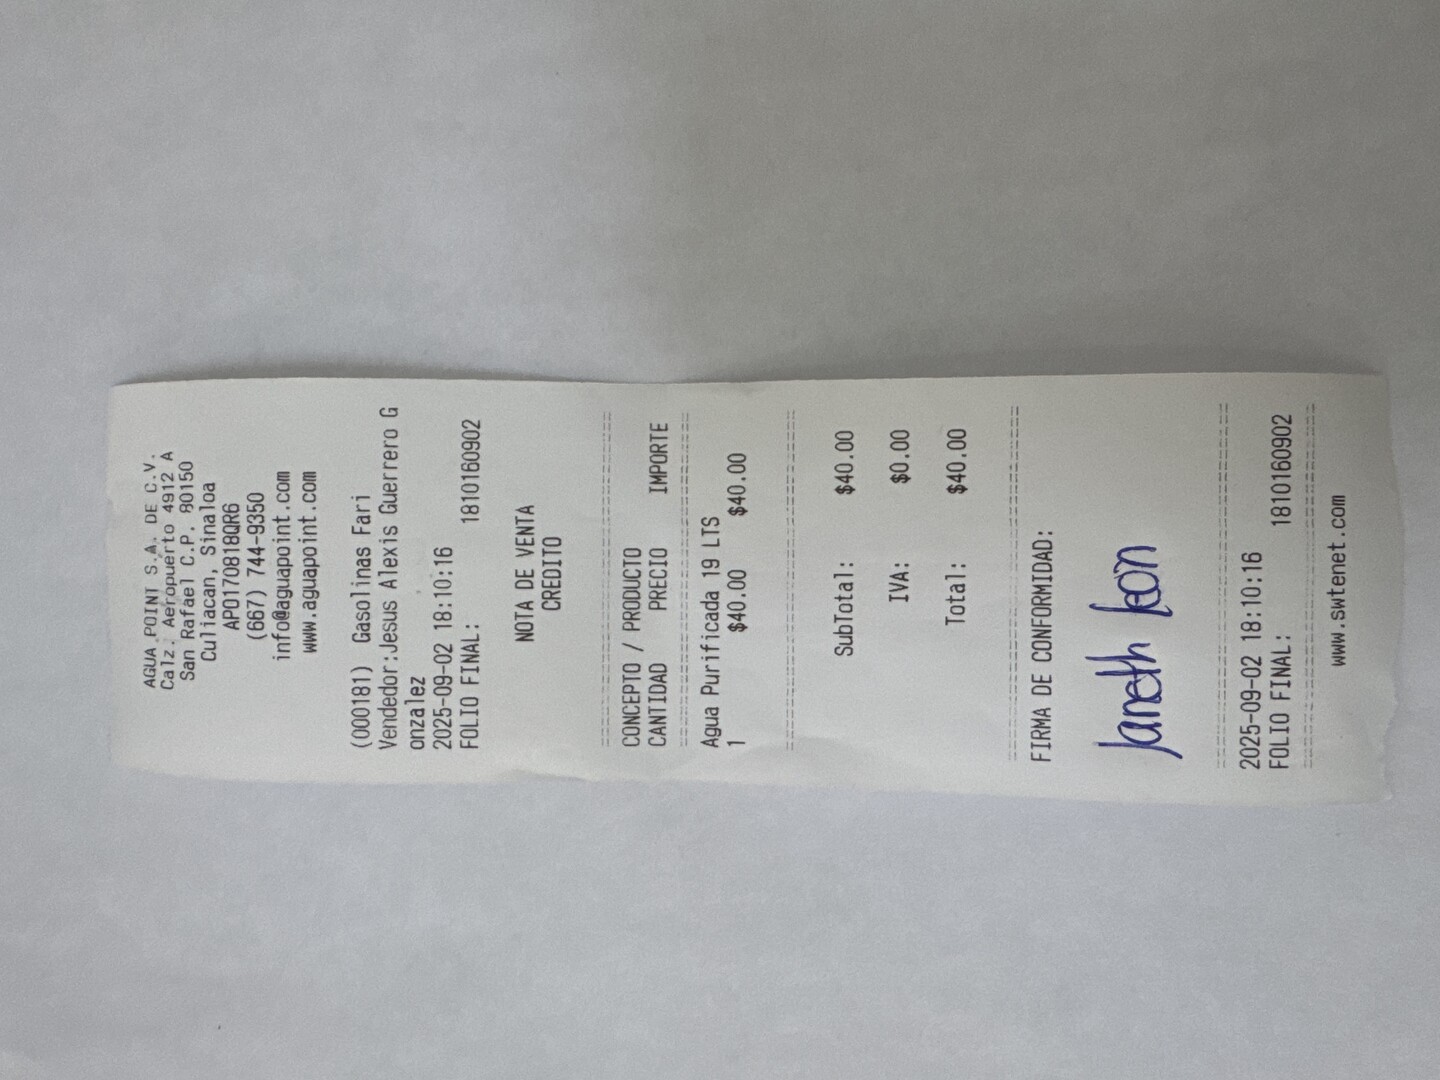 AGUA POINT S.A. DE C.V.
Calz. Aeropuerto 4912 A
San Rafael C.P. 80150
Culiacan, Sinaloa
APO170818QR6
(667) 744-9350
info@aguapoint.com
www.aguapoint.com
(000181) Gasolinas Fari
Vendedor:Jesus Alexis Guerrero G
onzalez
2025-09-02 18:10:16
FOLIO FINAL: 1810160902
NOTA DE VENTA
CREDITO
CONCEPTO / PRODUCTO
CANTIDAD PRECIO IMPORTE
Agua Purificada 19 LTS
1 $40.00 $40.00
SubTotal: $40.00
IVA: $0.00
Total: $40.00
FIRMA DE CONFORMIDAD:
Janeth Leon
2025-09-02 18:10:16
FOLIO FINAL: 1810160902
www.swtenet.com